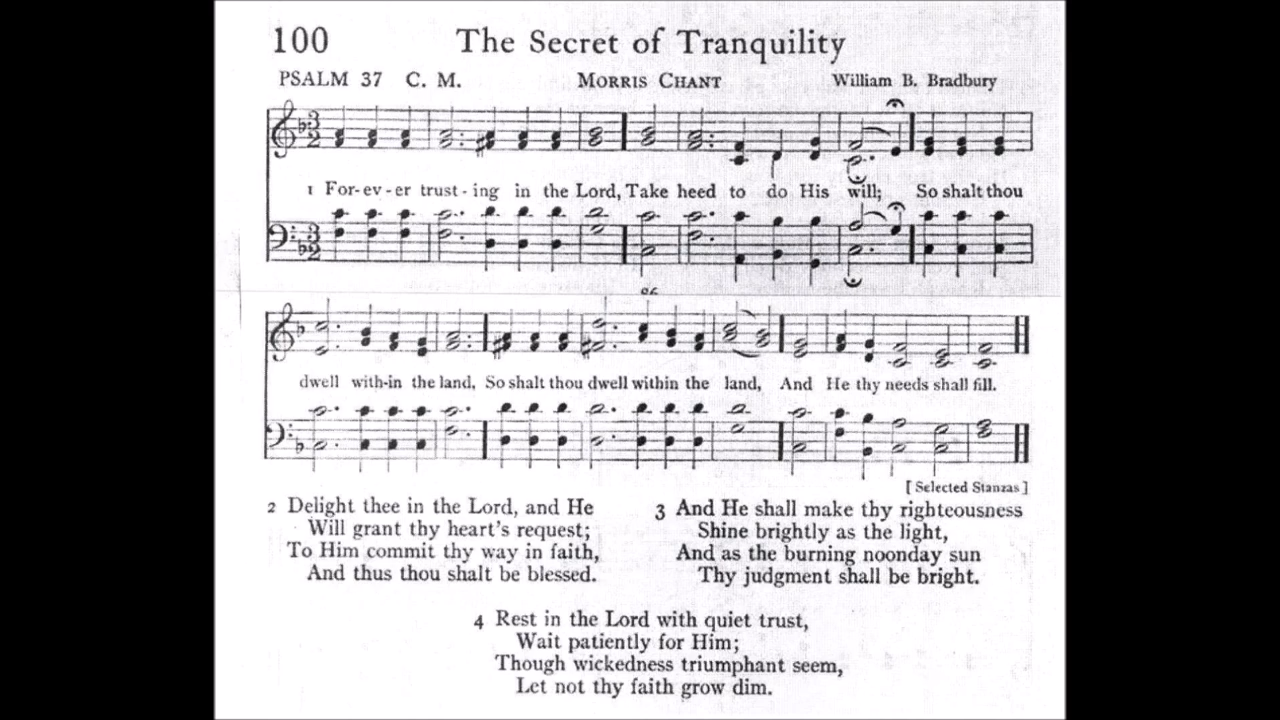 100 The Secret of Tranquility
PSALM 37 C. M. MORRIS CHANT William B. Bradbury
1 For-ev-er trust-ing in the Lord, Take heed to do His will; So shalt thou
dwell with-in the land, So shalt thou dwell within the land, And He thy needs shall fill.
[ Selected Stanzas ]
2 Delight thee in the Lord, and He
Will grant thy heart's request;
To Him commit thy way in faith,
And thus thou shalt be blessed.
3 And He shall make thy righteousness
Shine brightly as the light,
And as the burning noonday sun
Thy judgment shall be bright.
4 Rest in the Lord with quiet trust,
Wait patiently for Him;
Though wickedness triumphant seem,
Let not thy faith grow dim.